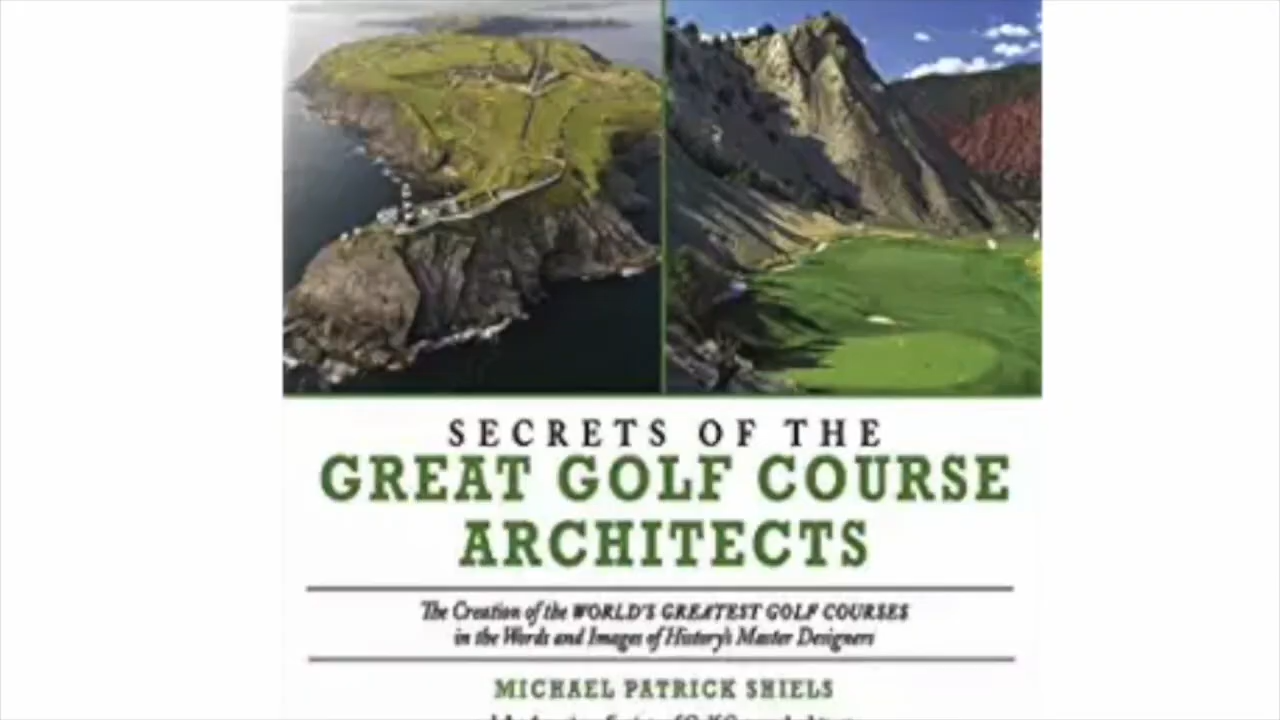 SECRETS OF THE
GREAT GOLF COURSE
ARCHITECTS
The Creation of the WORLD'S GREATEST GOLF COURSES
in the Words and Images of History's Master Designers
MICHAEL PATRICK SHIELS